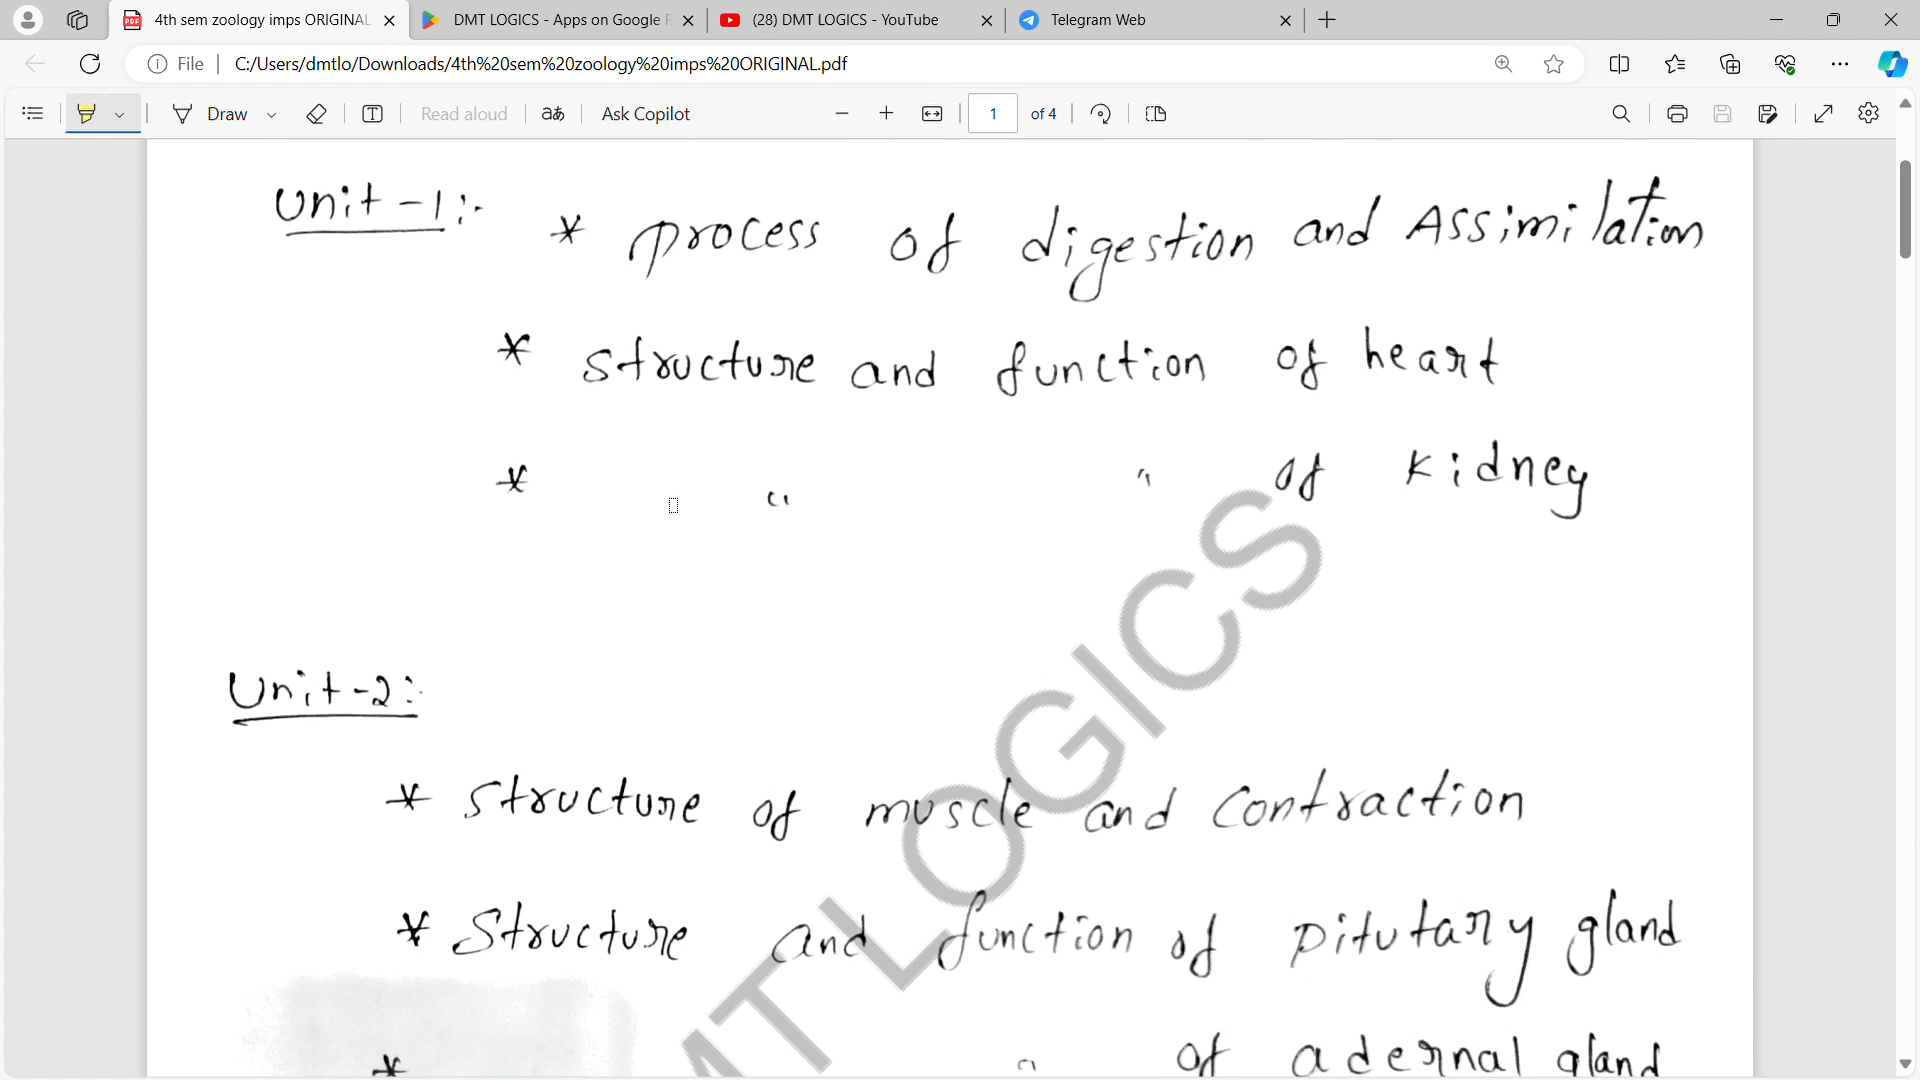 4th sem zoology imps ORIGINAL
DMT LOGICS - Apps on Google P
(28) DMT LOGICS - YouTube
Telegram Web
File
C:/Users/dmtlo/Downloads/4th%20sem%20zoology%20imps%20ORIGINAL.pdf
Draw
Read aloud
aあ
Ask Copilot
1 of 4
Unit-1:-
* process of digestion and Assimilation
* structure and function of heart
* " " of kidney
Unit-2:-
* structure of muscle and contraction
* structure and function of pitutary gland
* " of adernal gland
MT LOGICS